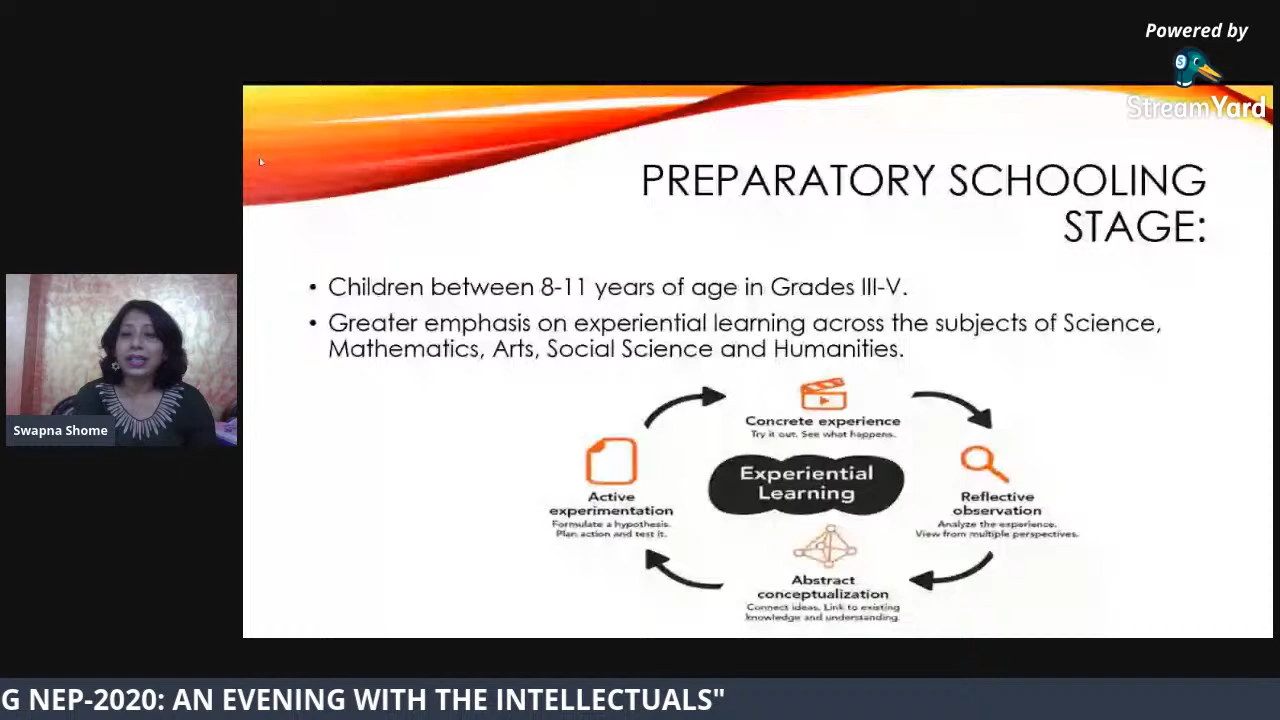 Powered by
StreamYard
PREPARATORY SCHOOLING
STAGE:
• Children between 8-11 years of age in Grades III-V.
• Greater emphasis on experiential learning across the subjects of Science,
Mathematics, Arts, Social Science and Humanities.
Concrete experience
Try it out. See what happens.
Experiential
Learning
Reflective
observation
Analyze the experience.
View from multiple perspectives.
Abstract
conceptualization
Connect ideas. Link to existing
knowledge and understanding.
Active
experimentation
Formulate a hypothesis.
Plan action and test it.
Swapna Shome
G NEP-2020: AN EVENING WITH THE INTELLECTUALS"